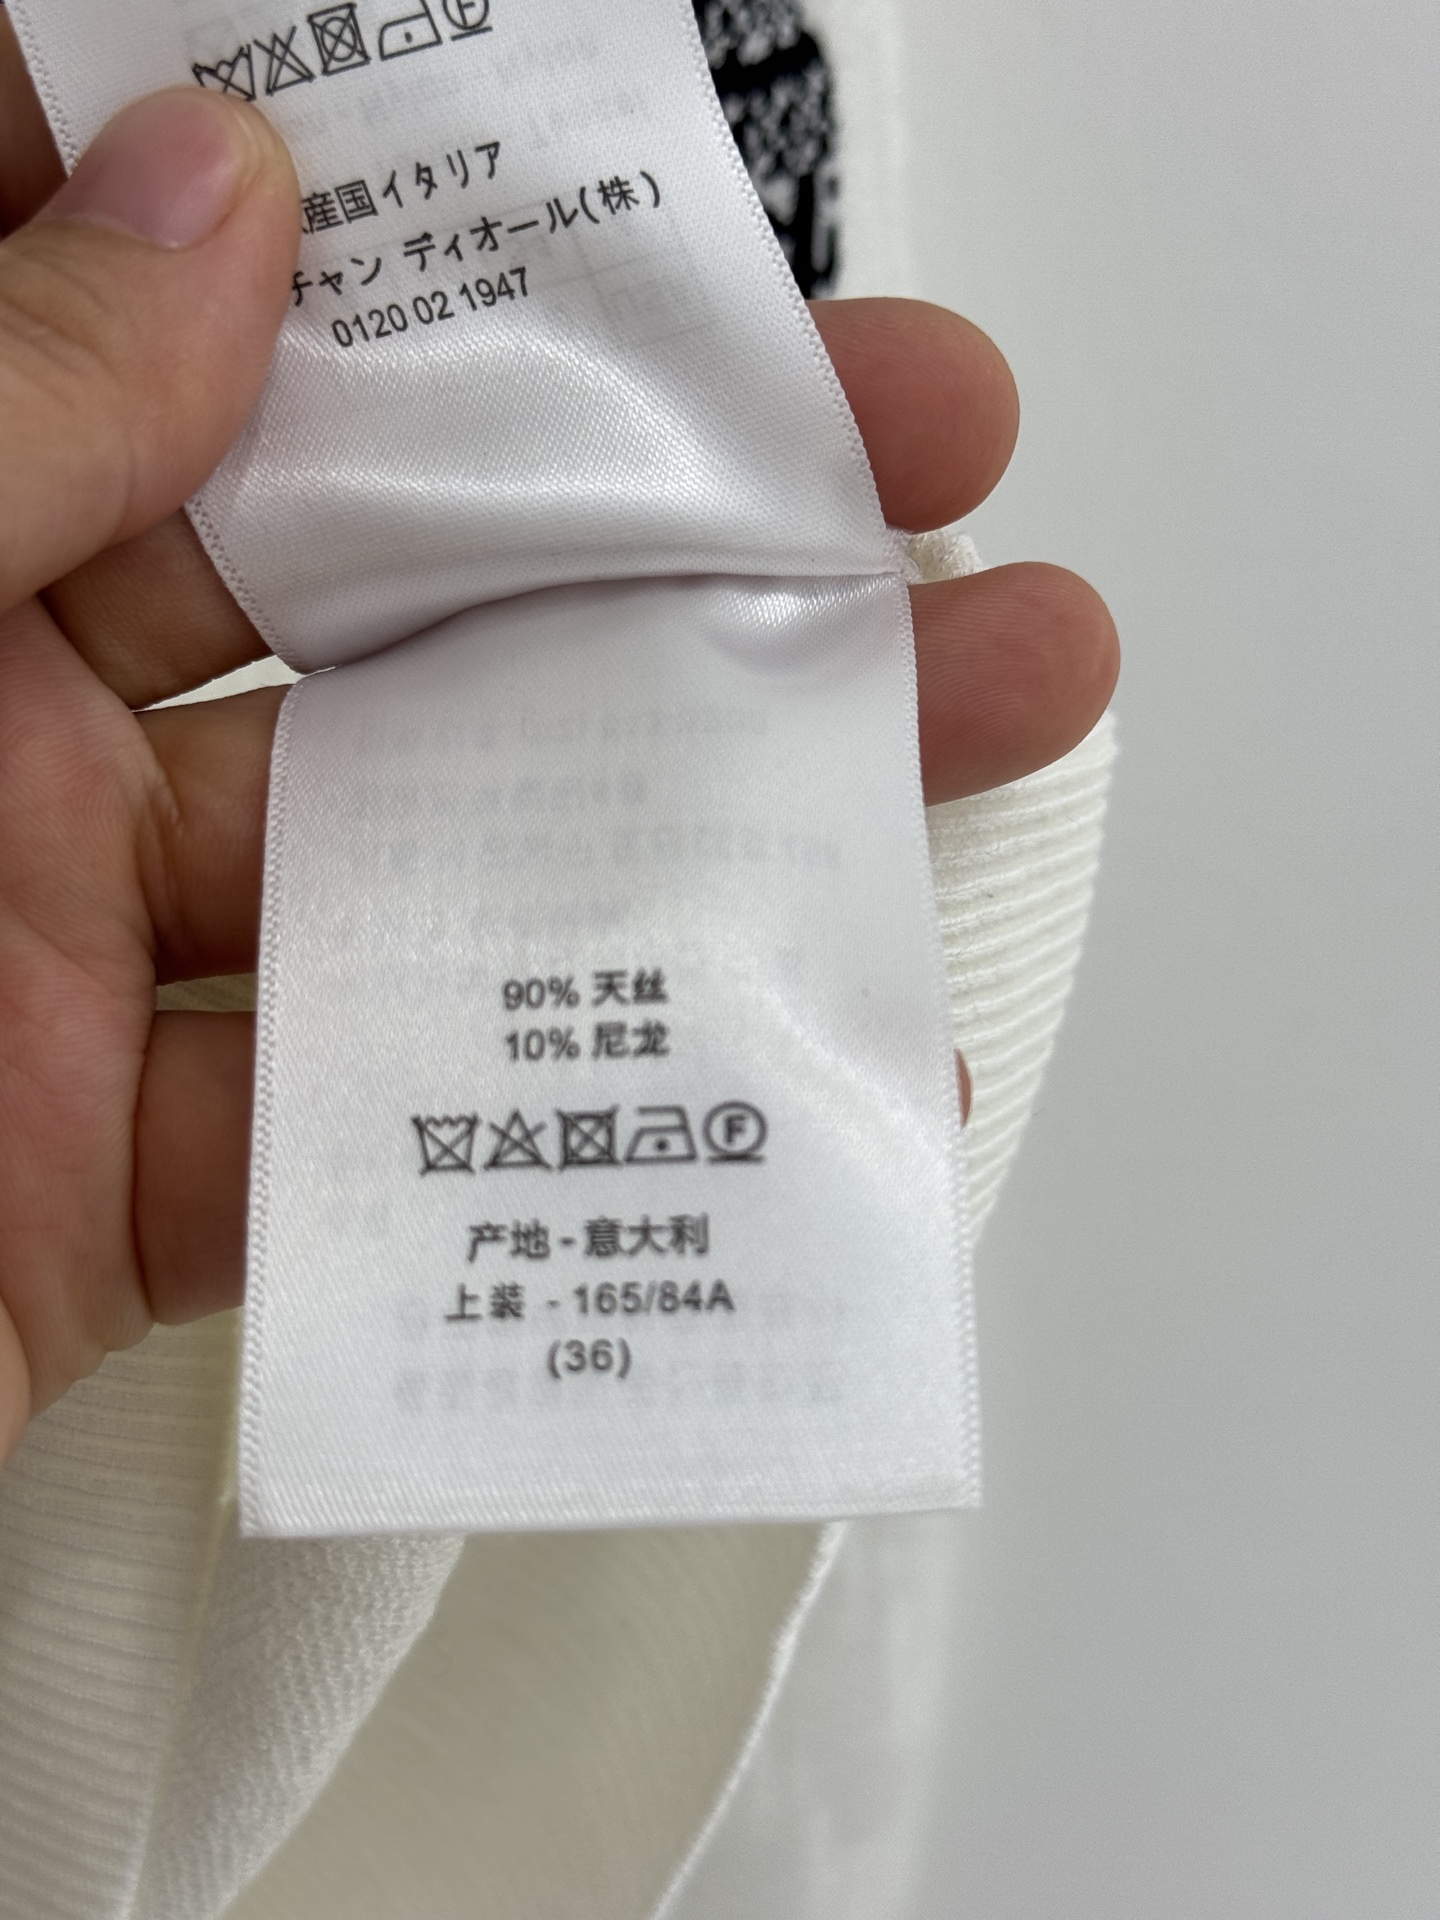 産国イタリア
チャン ディオール(株)
0120 02 1947
90% 天丝
10% 尼龙
F
产地 - 意大利
上装 - 165/84A
(36)